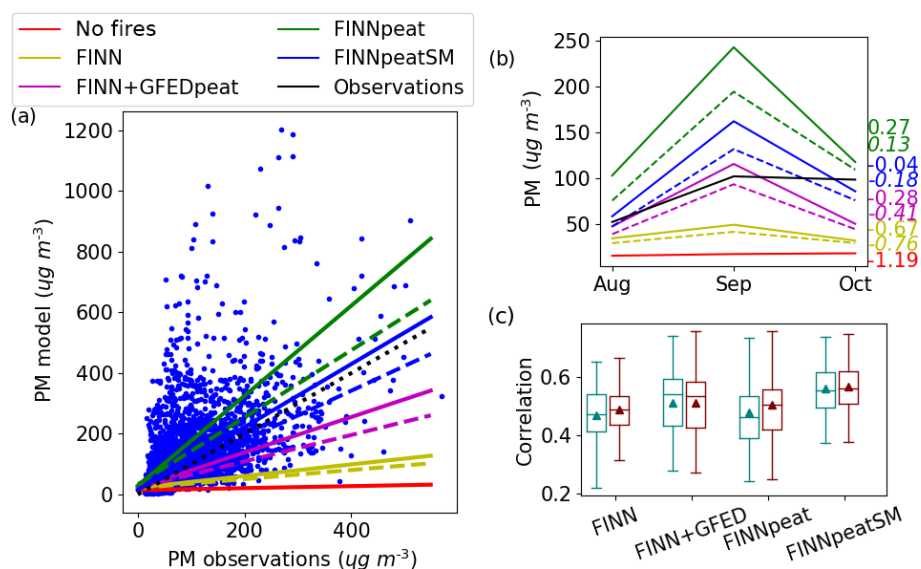 No fires
FINN
FINN+GFEDpeat
FINNpeat
FINNpeatSM
Observations
(a)
1200
1000
800
600
400
200
0
PM model (ug m-3)
0
200
400
PM observations (ug m-3)
(b)
250
200
150
100
50
PM (ug m-3)
Aug
Sep
Oct
0.27
0.13
-0.04
-0.18
-0.28
-0.41
-0.67
-0.76
-1.19
(c)
0.6
0.4
0.2
Correlation
FINN
FINN+GFED
FINNpeat
FINNpeatSM